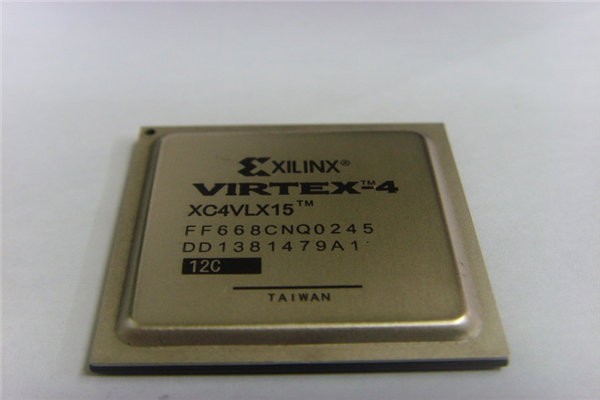 XILINX®
VIRTEX™-4
XC4VLX15™
FF668CNQ0245
DD1381479A1
12C
TAIWAN